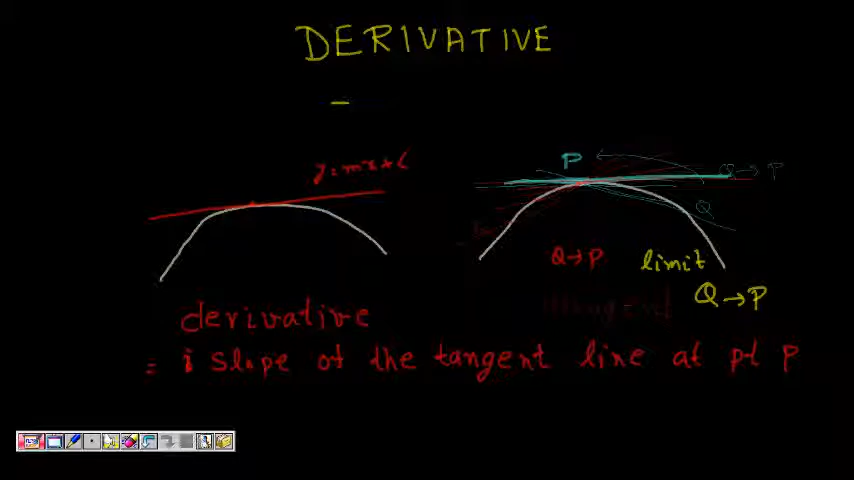 DERIVATIVE
y = mx + c
P
Q → P
Q
Q → P
limit
Q → P
derivative
= slope of the tangent line at pt P